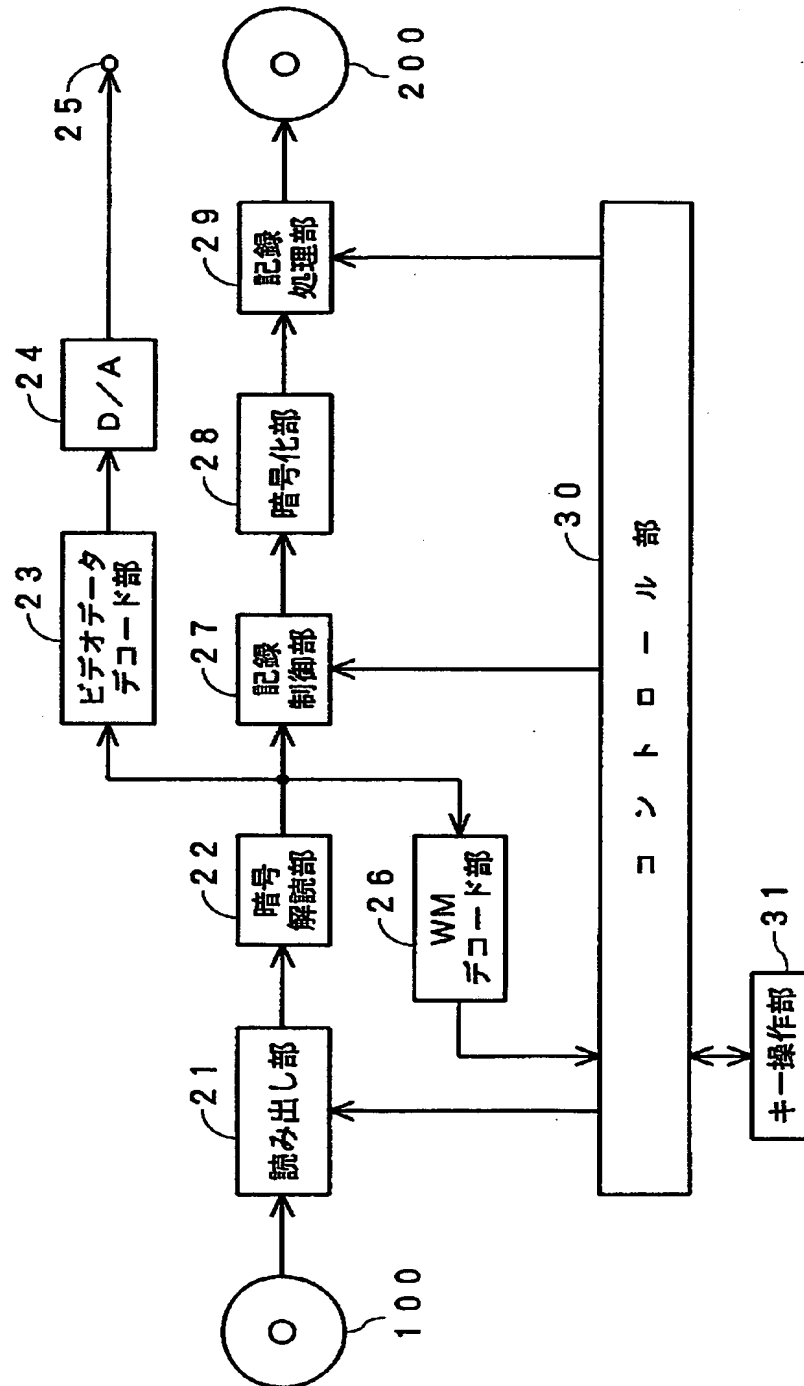 25
24
D/A
23
ビデオデータ
デコード部
200
29
記録
処理部
28
暗号化部
27
記録
制御部
22
暗号
解読部
21
読み出し部
100
26
WM
デコード部
30
コントロール部
31
キー操作部